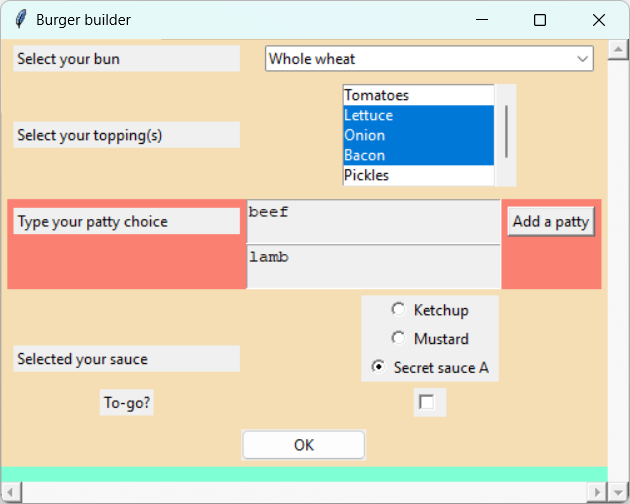 Burger builder
Select your bun
Whole wheat
Select your topping(s)
Tomatoes
Lettuce
Onion
Bacon
Pickles
Type your patty choice
beef
lamb
Add a patty
Selected your sauce
Ketchup
Mustard
Secret sauce A
To-go?
OK